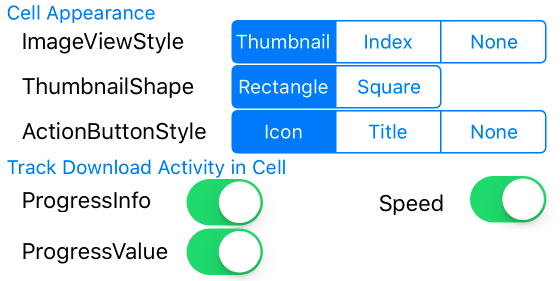 Cell Appearance
ImageViewStyle Thumbnail Index None
ThumbnailShape Rectangle Square
ActionButtonStyle Icon Title None
Track Download Activity in Cell
ProgressInfo Speed
ProgressValue